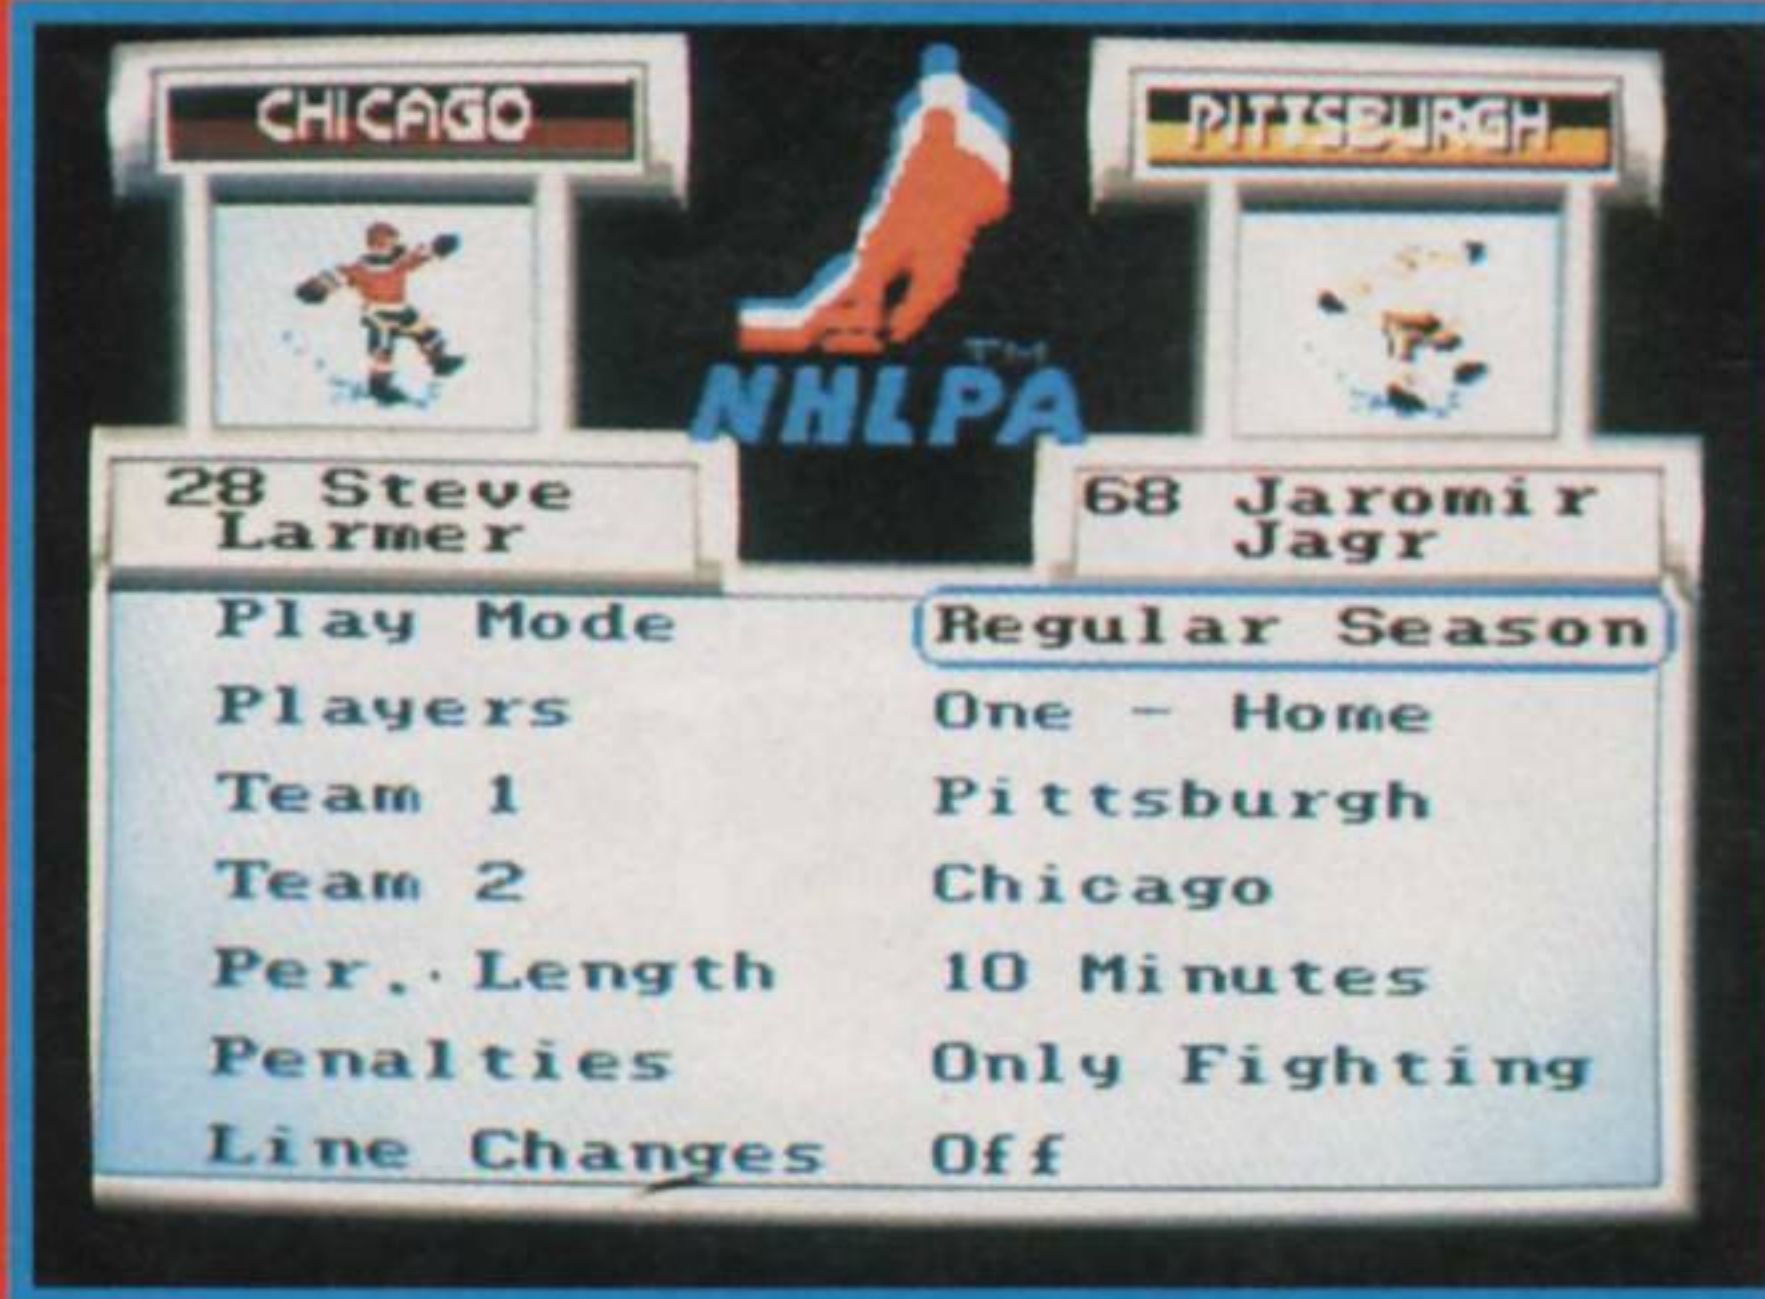 CHICAGO
PITTSBURGH
TM
NHLPA
28 Steve
Larmer
68 Jaromir
Jagr
Play Mode Regular Season
Players One - Home
Team 1 Pittsburgh
Team 2 Chicago
Per. Length 10 Minutes
Penalties Only Fighting
Line Changes Off